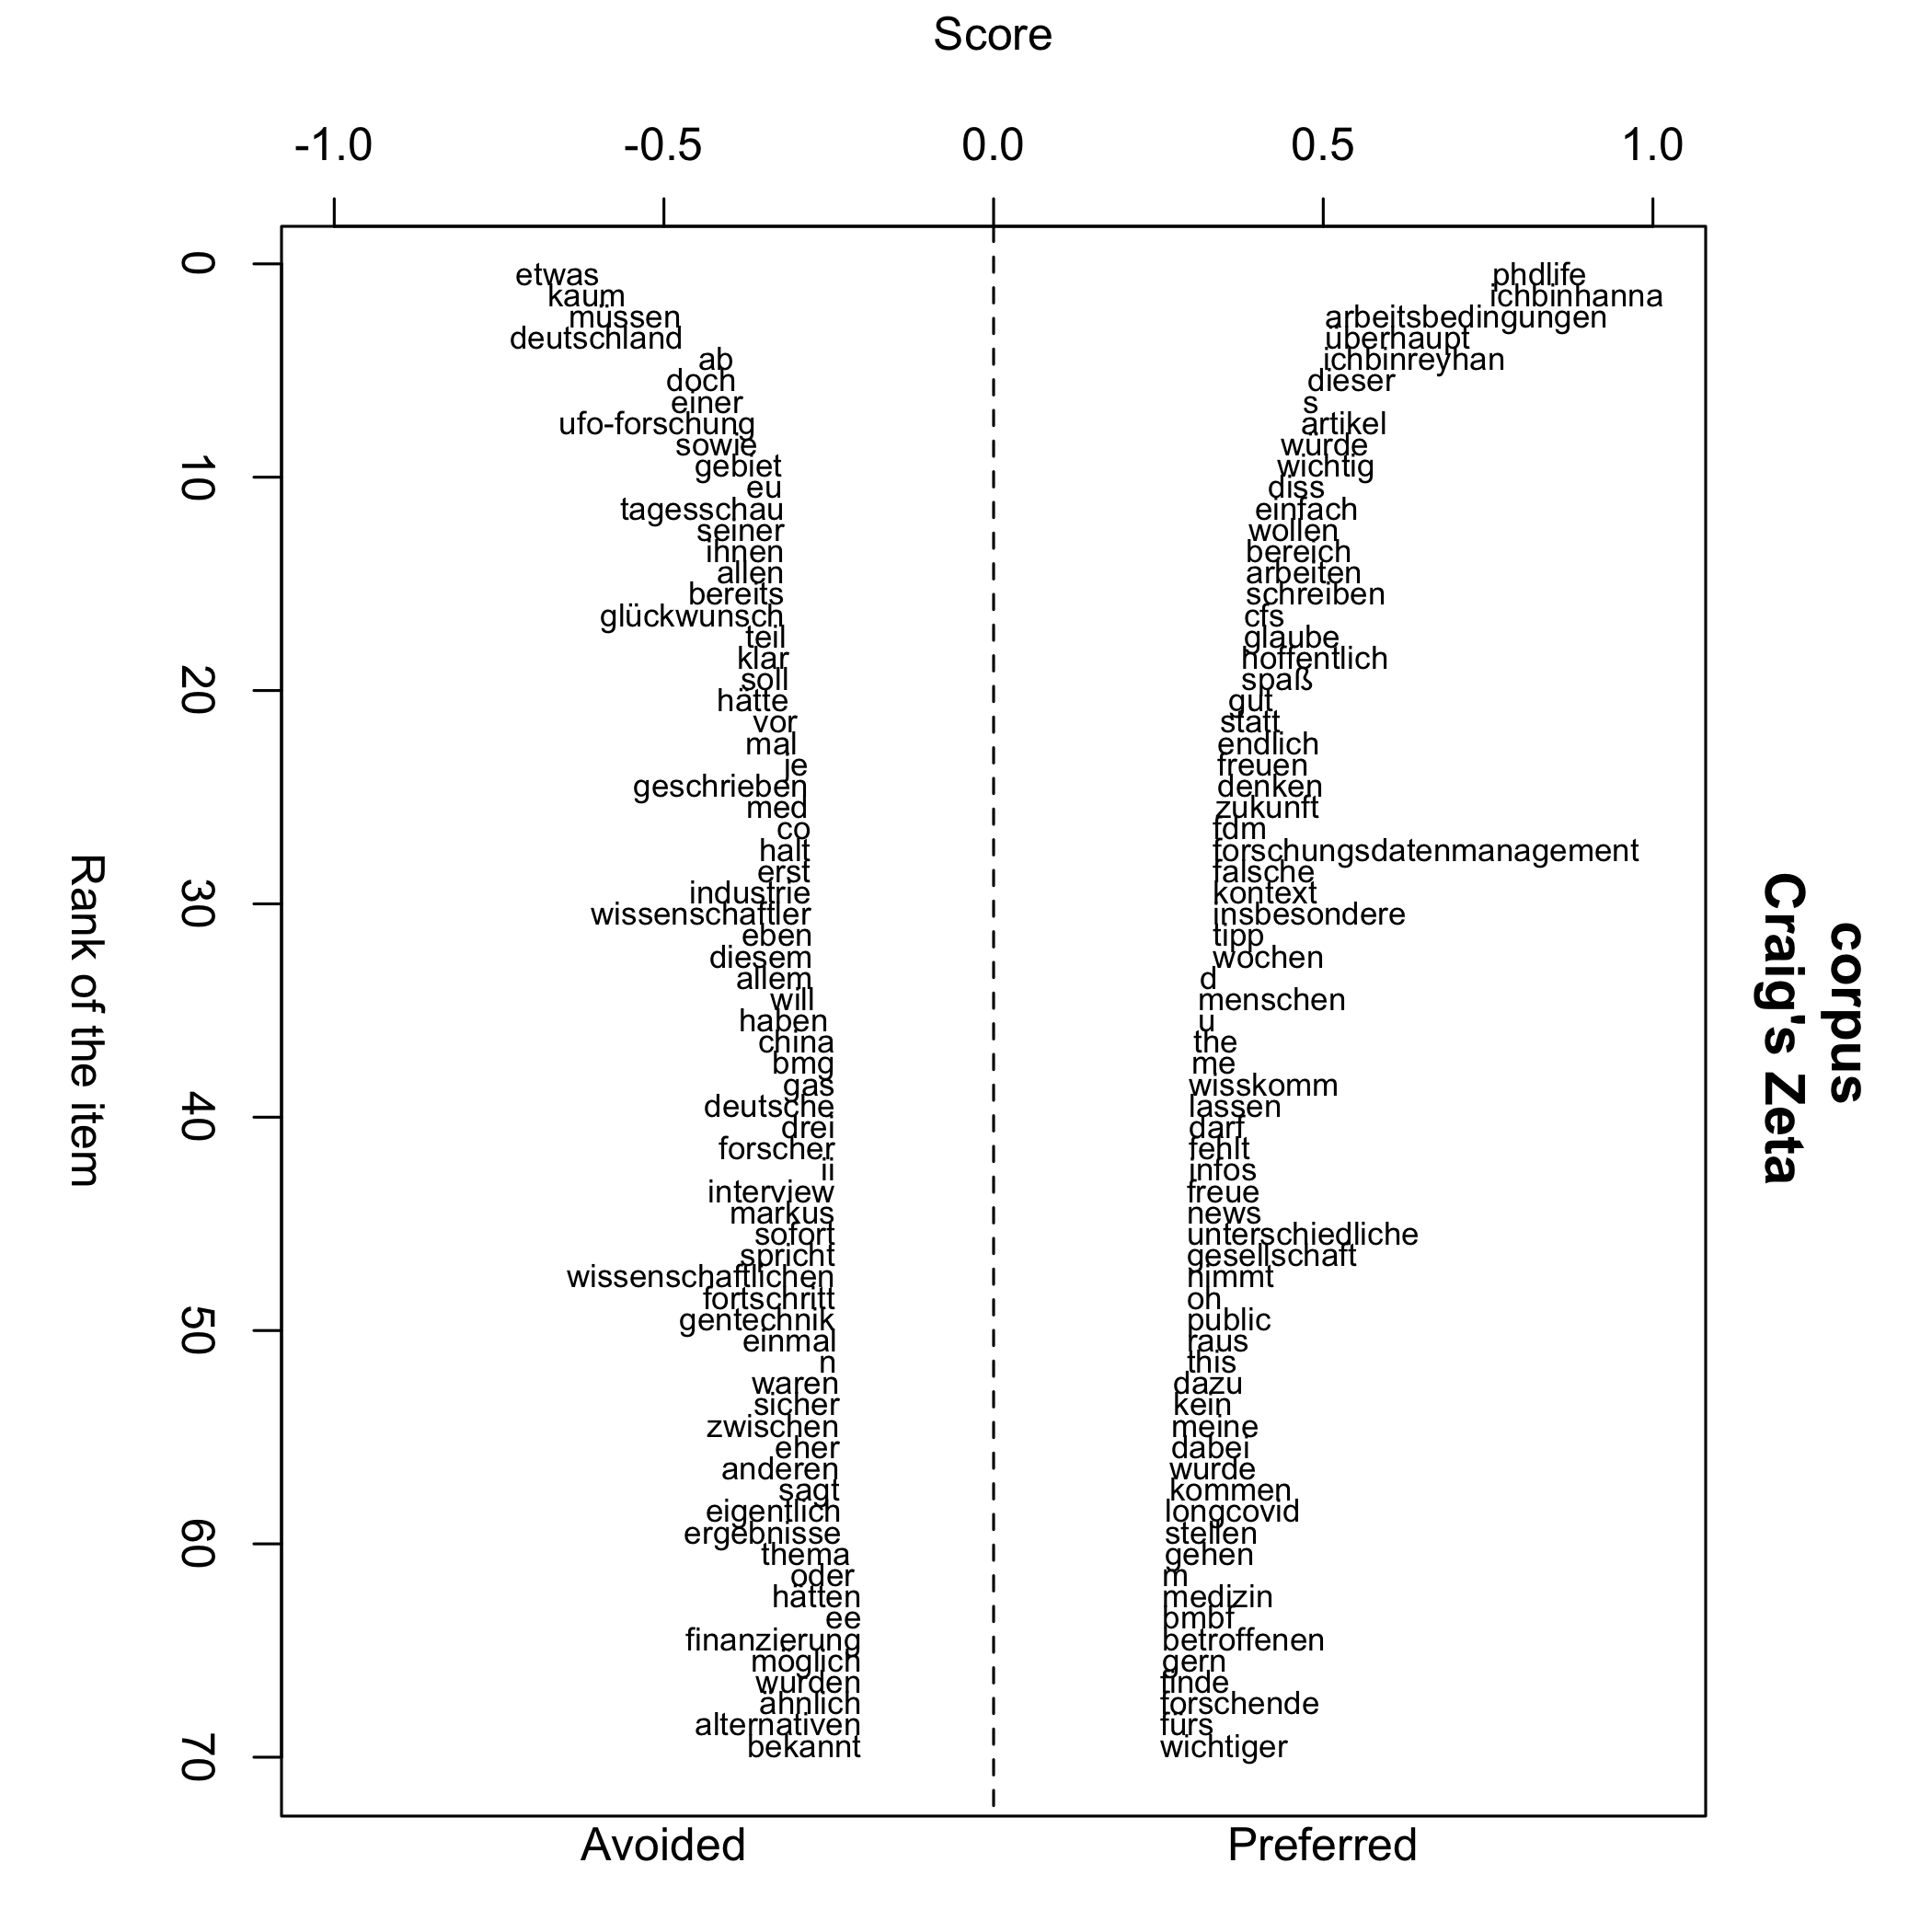 Score
-1.0 -0.5 0.0 0.5 1.0
0
10
20
30
40
50
60
70
Rank of the item
etwas
kaum
müssen
deutschland
ab
doch
einer
ufo-forschung
sowie
gebiet
eu
tagesschau
seiner
ihnen
allen
bereits
glückwunsch
teil
klar
soll
hätte
vor
mal
je
geschrieben
med
co
halt
erst
industrie
wissenschaftler
eben
diesem
allem
will
haben
china
bmg
gas
deutsche
drei
forscher
ii
interview
markus
sofort
spricht
wissenschaftlichen
fortschritt
gentechnik
einmal
n
waren
sicher
zwischen
eher
anderen
sagt
eigentlich
ergebnisse
thema
oder
hätten
ee
finanzierung
möglich
wurden
ähnlich
alternativen
bekannt
phdlife
ichbinhanna
arbeitsbedingungen
überhaupt
ichbinreyhan
dieser
s
artikel
würde
wichtig
diss
einfach
wollen
bereich
arbeiten
schreiben
cfs
glaube
hoffentlich
spaß
gut
statt
endlich
freuen
denken
zukunft
fdm
forschungsdatenmanagement
falsche
kontext
insbesondere
tipp
wochen
d
menschen
u
the
me
wisskomm
lassen
darf
fehlt
infos
freue
news
unterschiedliche
gesellschaft
nimmt
oh
public
raus
this
dazu
kein
meine
dabei
wurde
kommen
longcovid
stellen
gehen
m
medizin
bmbf
betroffenen
gern
finde
forschende
fürs
wichtiger
Avoided
Preferred
corpus
Craig's Zeta